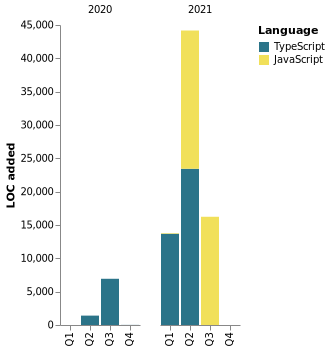 2020 2021
Language
TypeScript
JavaScript
45,000
40,000
35,000
30,000
25,000
20,000
15,000
10,000
5,000
0
LOC added
Q1 Q2 Q3 Q4 Q1 Q2 Q3 Q4